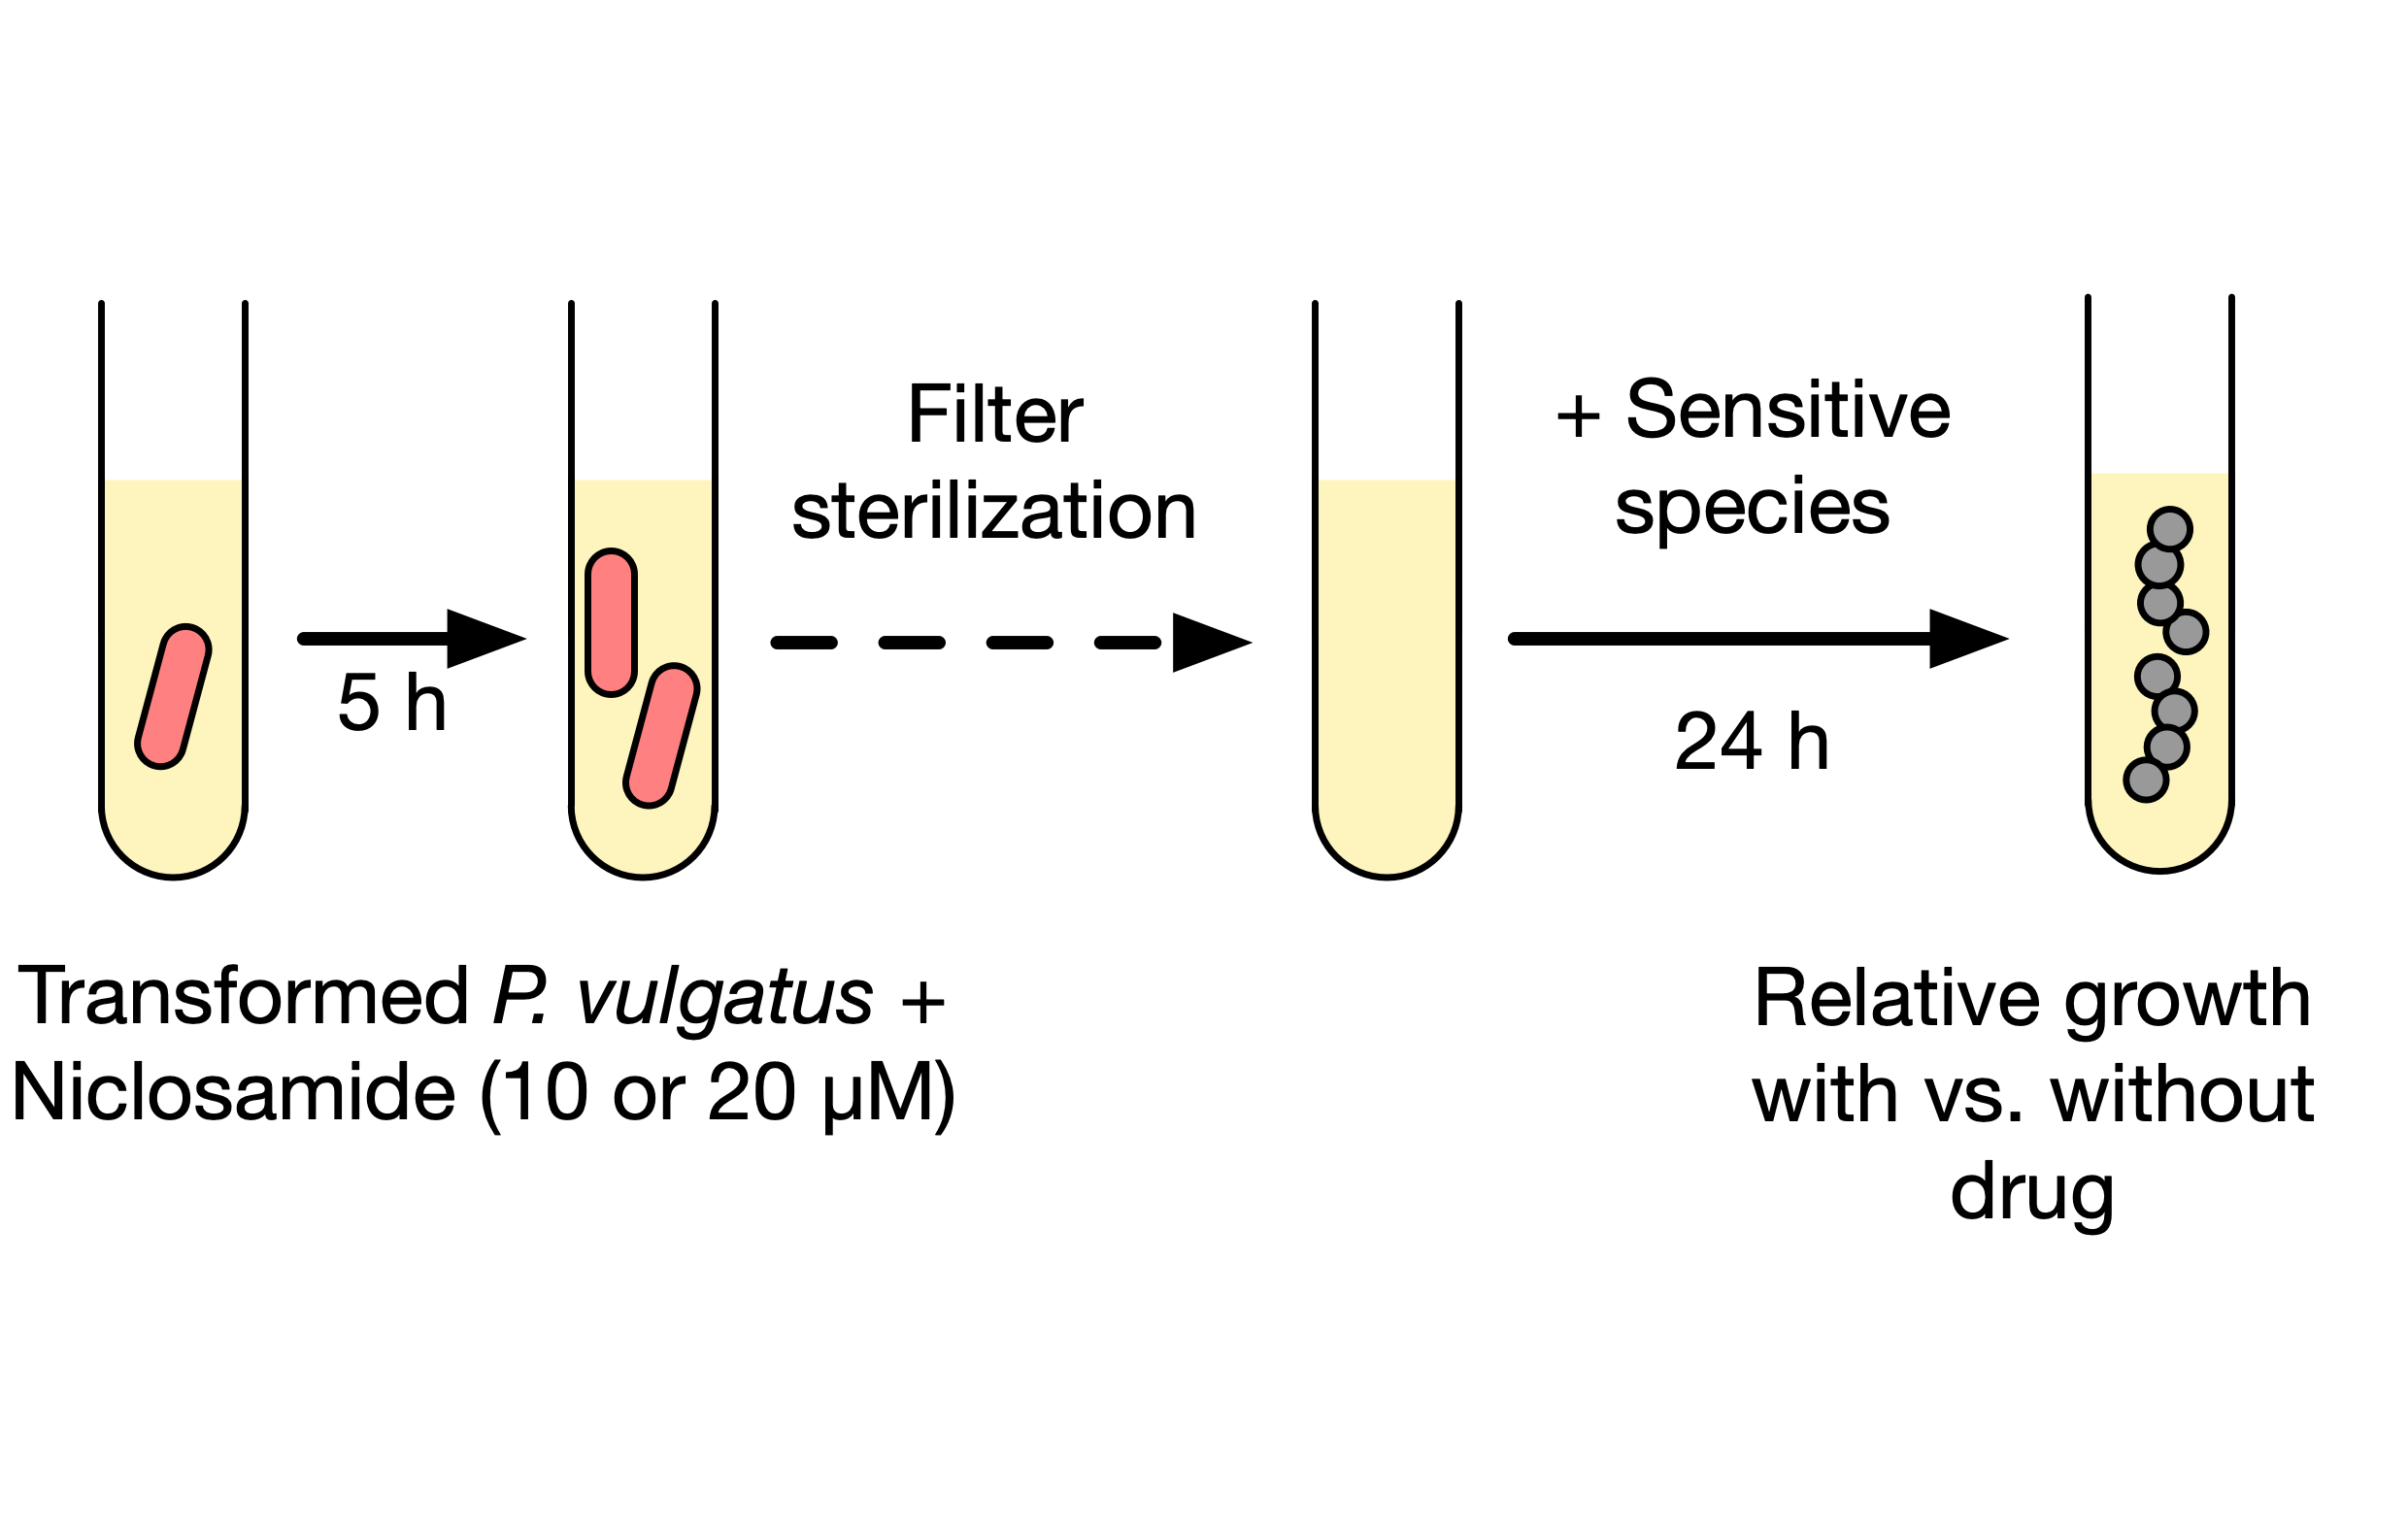 Filter
sterilization
+ Sensitive
species
5 h
24 h
Transformed P. vulgatus +
Niclosamide (10 or 20 µM)
Relative growth
with vs. without
drug